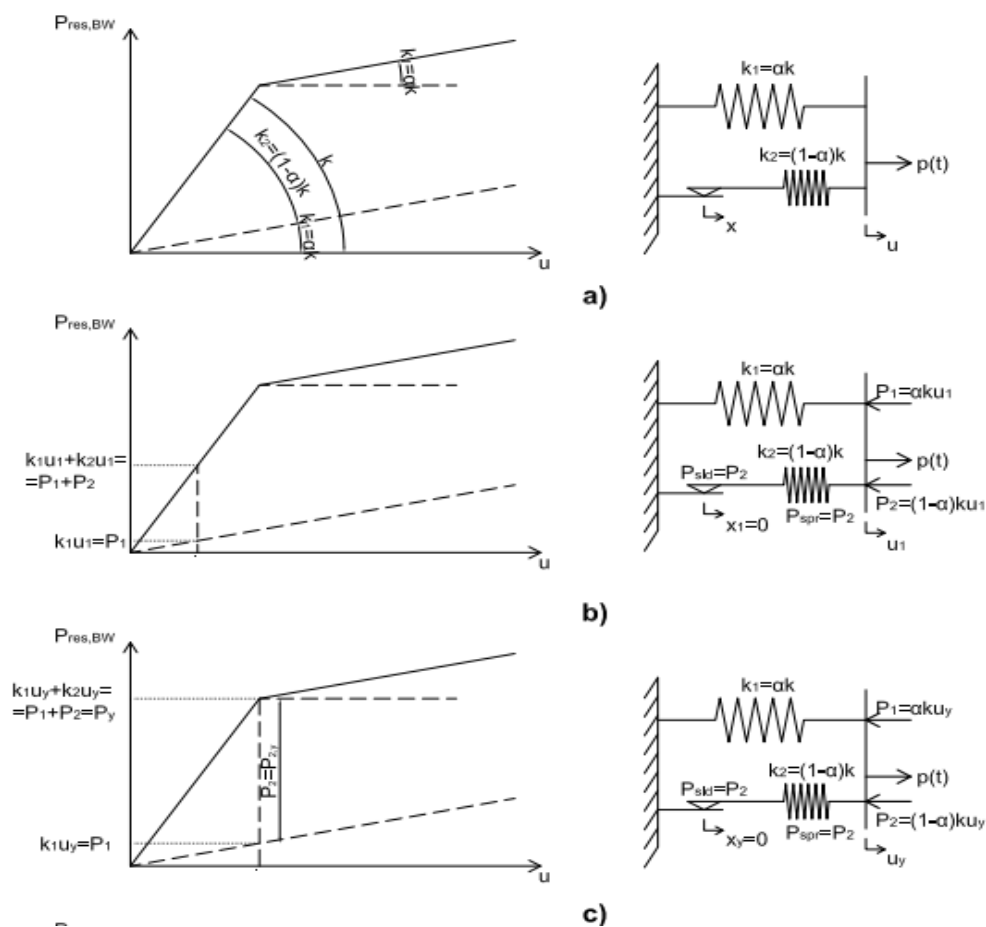 Pres,BW
k1=αk
k2=(1-α)k
k
k1=αk
u
k1=αk
k2=(1-α)k
p(t)
x
u
a)
Pres,BW
k1u1+k2u1=
=P1+P2
k1u1=P1
u
k1=αk
P1=αku1
k2=(1-α)k
p(t)
Psld=P2
P2=(1-α)ku1
x1=0
Pspr=P2
u1
b)
Pres,BW
k1uy+k2uy=
=P1+P2=Py
P2=P2,y
k1uy=P1
u
k1=αk
P1=αkuy
k2=(1-α)k
p(t)
Psld=P2
P2=(1-α)kuy
xy=0
Pspr=P2
uy
c)